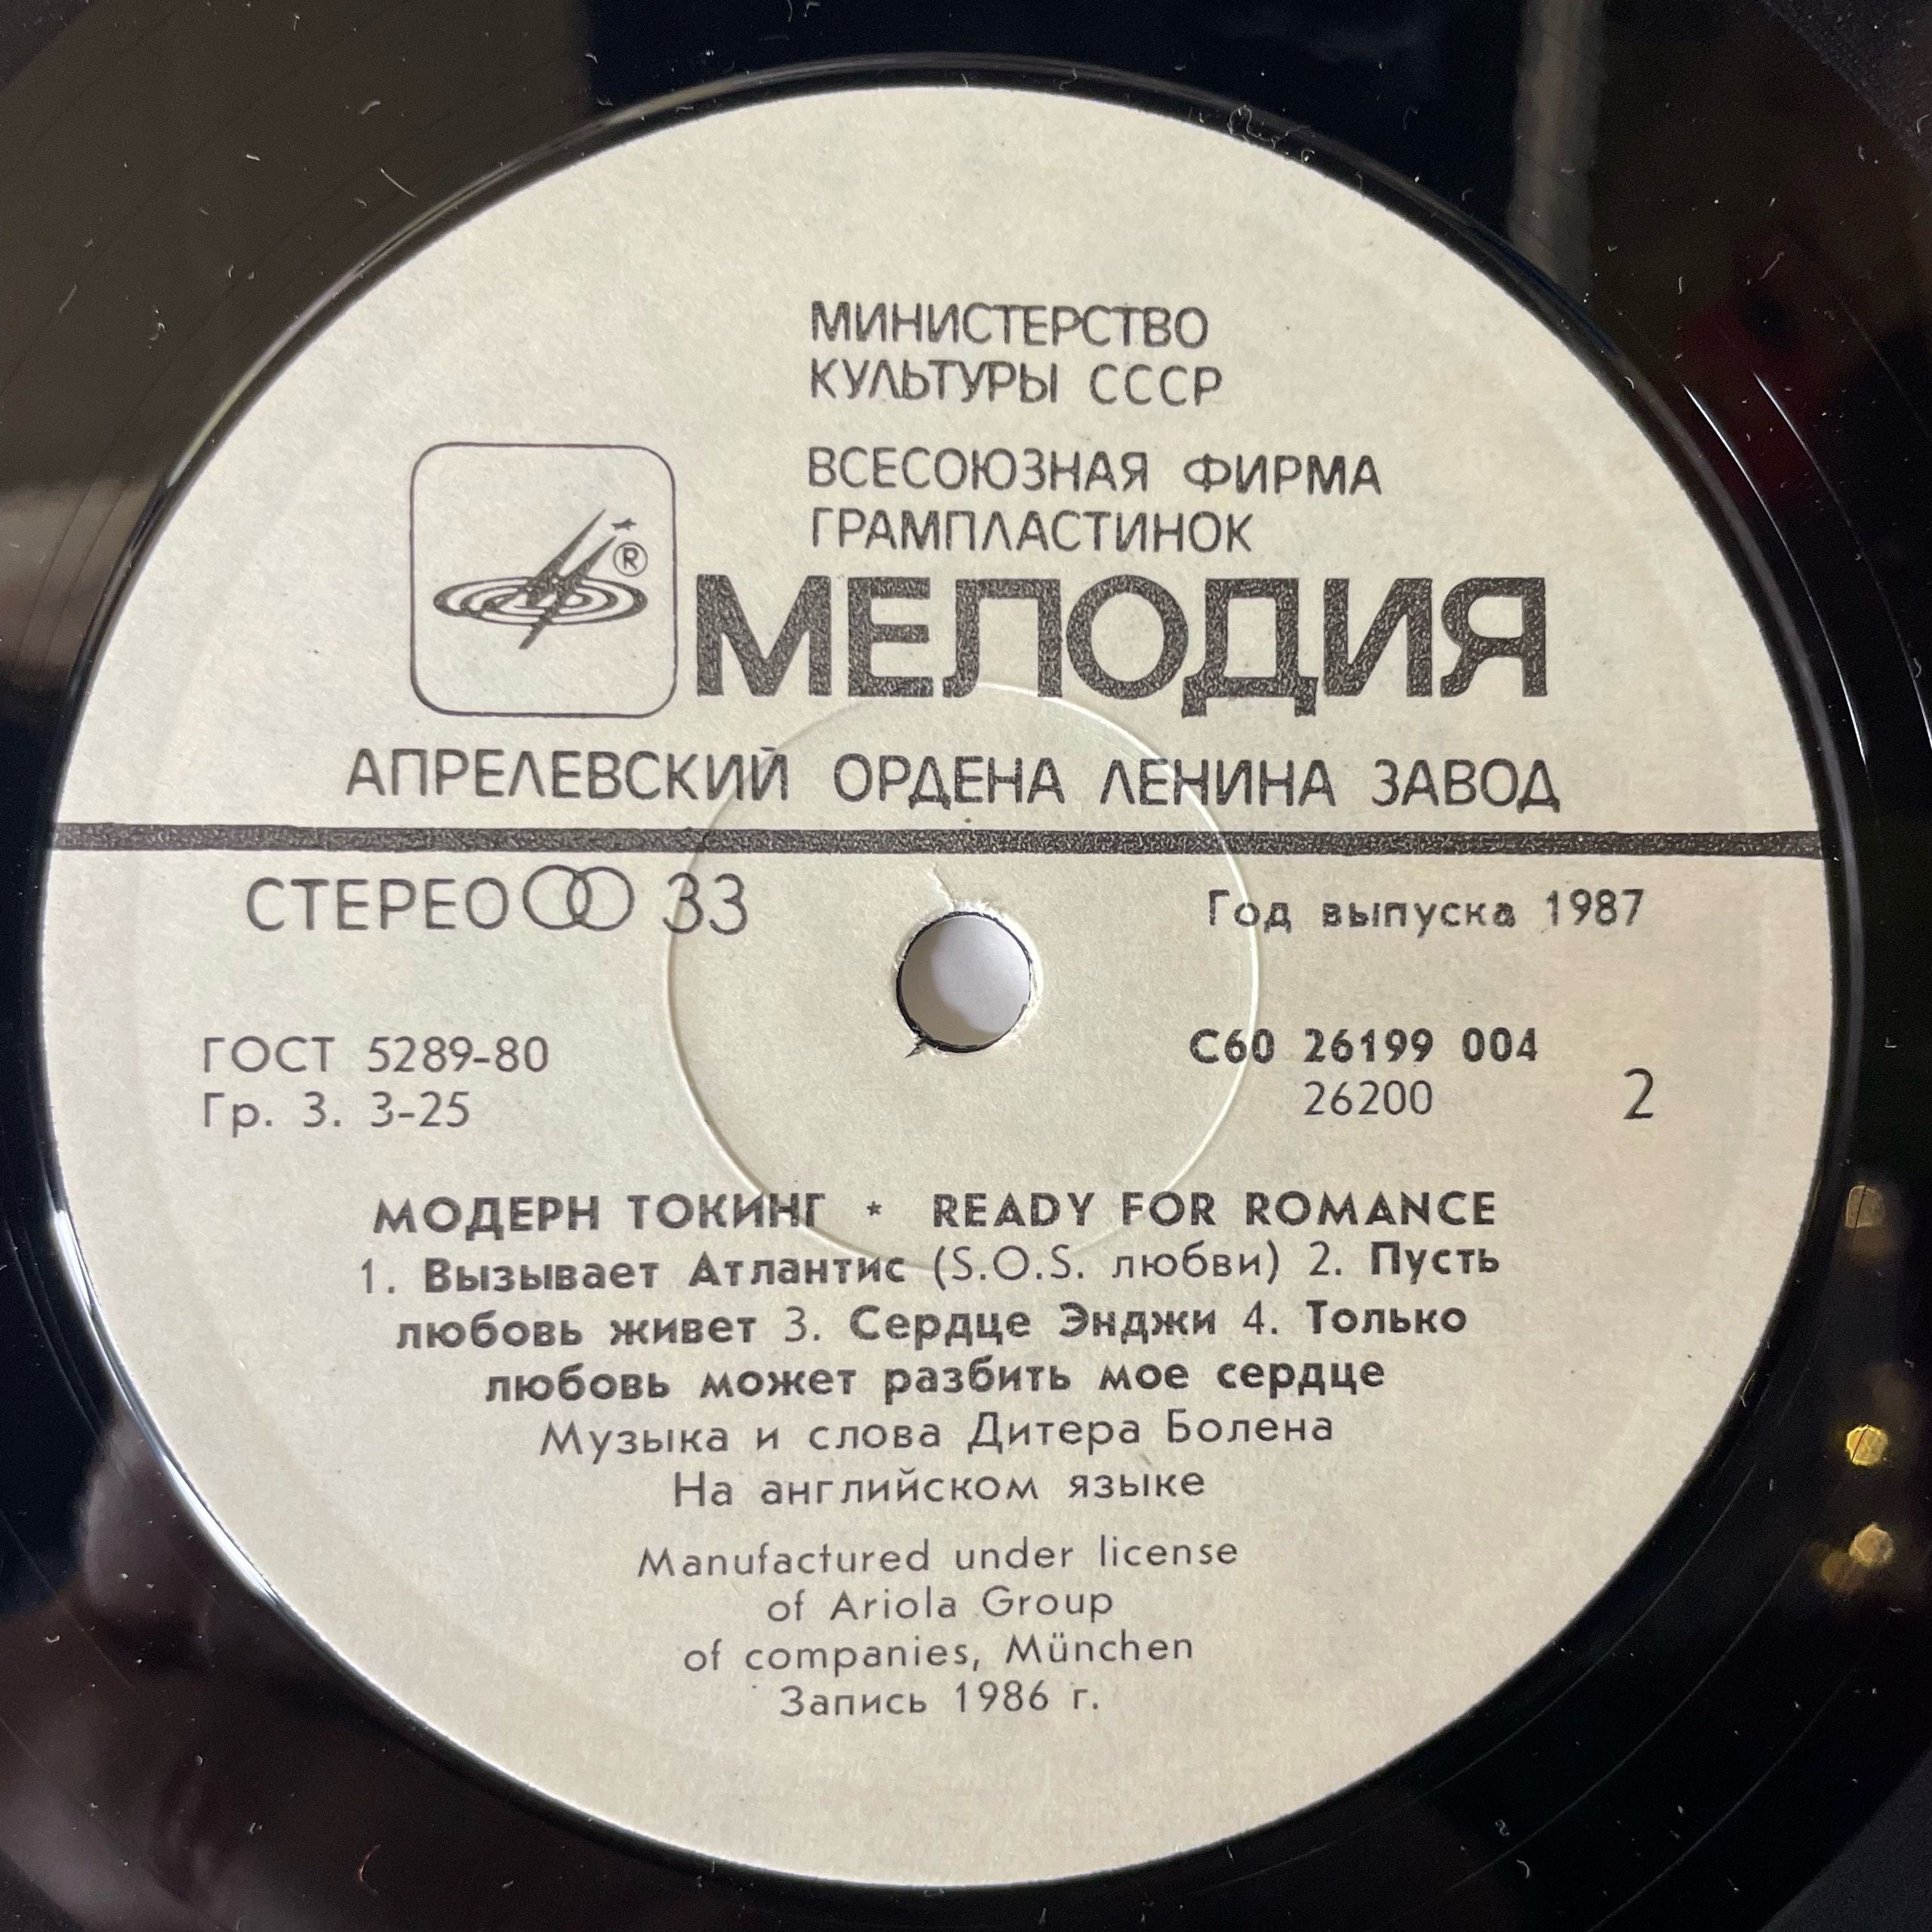 МИНИСТЕРСТВО
КУЛЬТУРЫ СССР
ВСЕСОЮЗНАЯ ФИРМА
ГРАМПЛАСТИНОК
®
МЕЛОДИЯ
АПРЕЛЕВСКИЙ ОРДЕНА ЛЕНИНА ЗАВОД
СТЕРЕО 33
Год выпуска 1987
ГОСТ 5289-80
Гр. 3. 3-25
С60 26199 004
26200
2
МОДЕРН ТОКИНГ * READY FOR ROMANCE
1. Вызывает Атлантис (S.O.S. любви) 2. Пусть
любовь живет 3. Сердце Энджи 4. Только
любовь может разбить мое сердце
Музыка и слова Дитера Болена
На английском языке
Manufactured under license
of Ariola Group
of companies, München
Запись 1986 г.